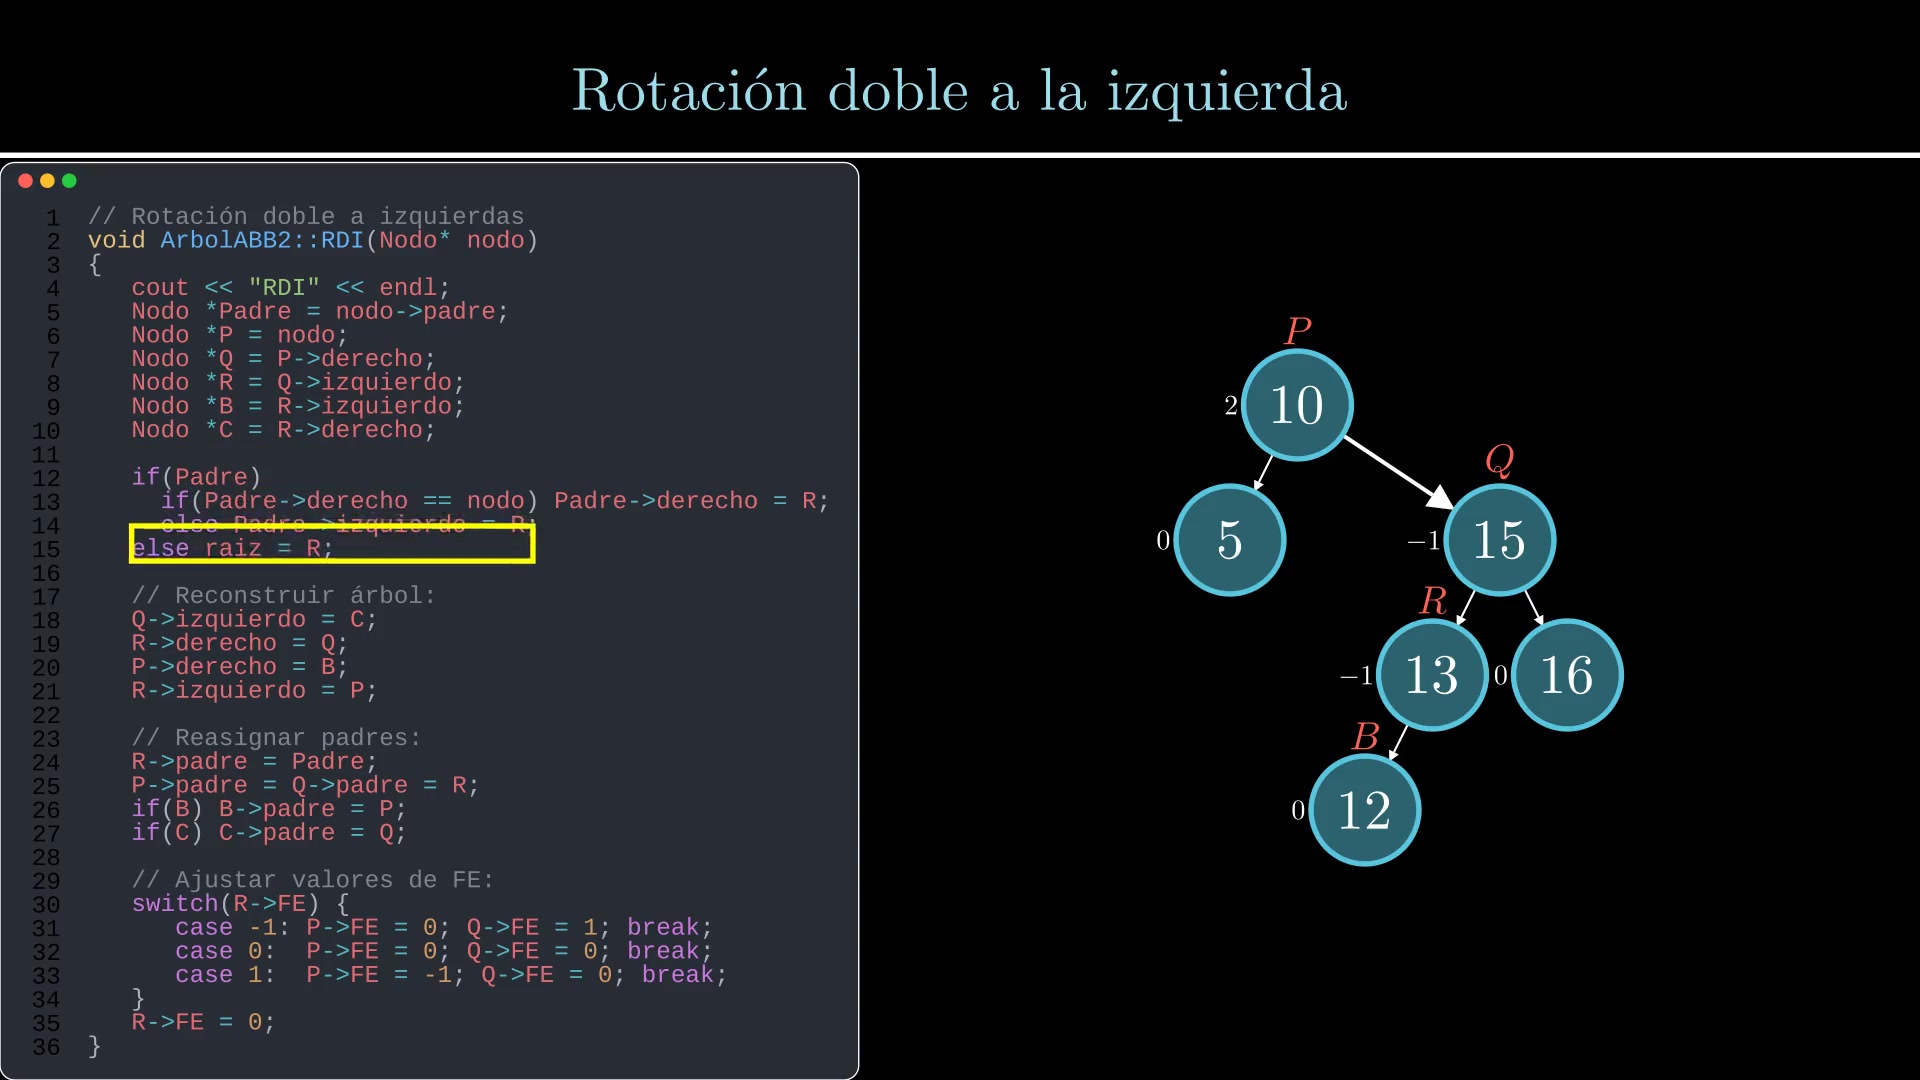 Rotación doble a la izquierda
1 // Rotación doble a izquierdas
2 void ArbolABB2::RDI(Nodo* nodo)
3 {
4 cout << "RDI" << endl;
5 Nodo *Padre = nodo->padre;
6 Nodo *P = nodo;
7 Nodo *Q = P->derecho;
8 Nodo *R = Q->izquierdo;
9 Nodo *B = R->izquierdo;
10 Nodo *C = R->derecho;
11
12 if(Padre)
13 if(Padre->derecho == nodo) Padre->derecho = R;
14 else Padre->izquierdo = R;
15 else raiz = R;
16
17 // Reconstruir árbol:
18 Q->izquierdo = C;
19 R->derecho = Q;
20 P->derecho = B;
21 R->izquierdo = P;
22
23 // Reasignar padres:
24 R->padre = Padre;
25 P->padre = Q->padre = R;
26 if(B) B->padre = P;
27 if(C) C->padre = Q;
28
29 // Ajustar valores de FE:
30 switch(R->FE) {
31 case -1: P->FE = 0; Q->FE = 1; break;
32 case 0: P->FE = 0; Q->FE = 0; break;
33 case 1: P->FE = -1; Q->FE = 0; break;
34 }
35 R->FE = 0;
36 }
P
2 10
Q
0 5 −1 15
R
−1 13 0 16
B
0 12